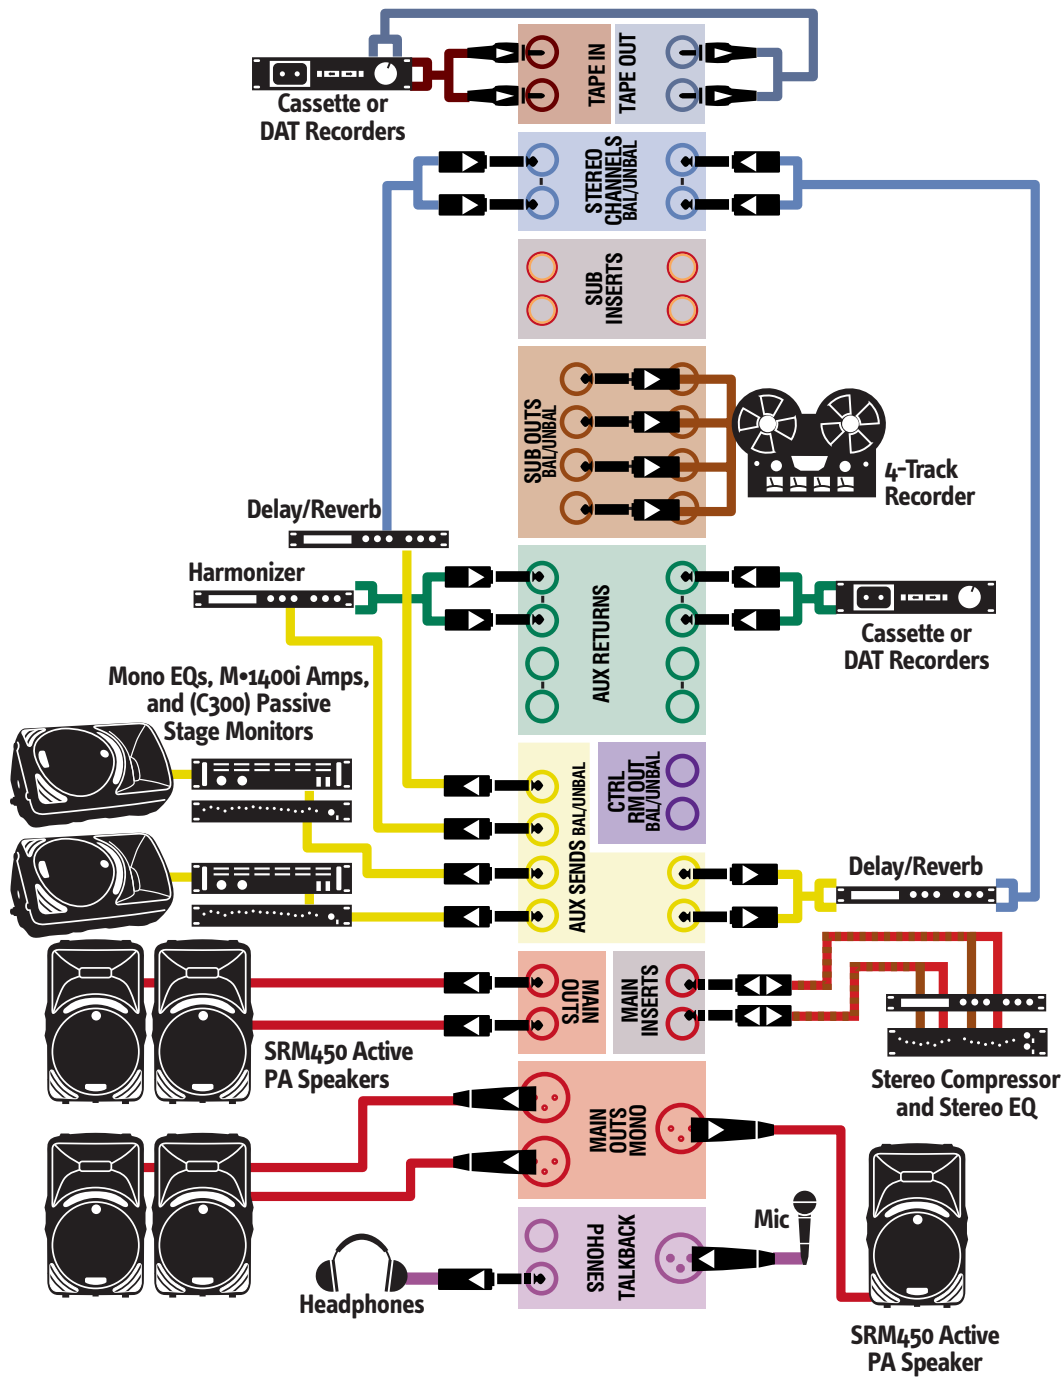 TAPE IN
TAPE OUT
Cassette or
DAT Recorders
STEREO
CHANNELS
BAL/UNBAL
SUB
INSERTS
SUB OUTS
BAL/UNBAL
4-Track
Recorder
Delay/Reverb
Harmonizer
AUX RETURNS
Cassette or
DAT Recorders
Mono EQs, M•1400i Amps,
and (C300) Passive
Stage Monitors
CTRL
RM OUT
BAL/UNBAL
AUX SENDS BAL/UNBAL
Delay/Reverb
MAIN
OUTS
MAIN
INSERTS
SRM450 Active
PA Speakers
Stereo Compressor
and Stereo EQ
MAIN
OUTS
MONO
Mic
PHONES
TALKBACK
Headphones
SRM450 Active
PA Speaker